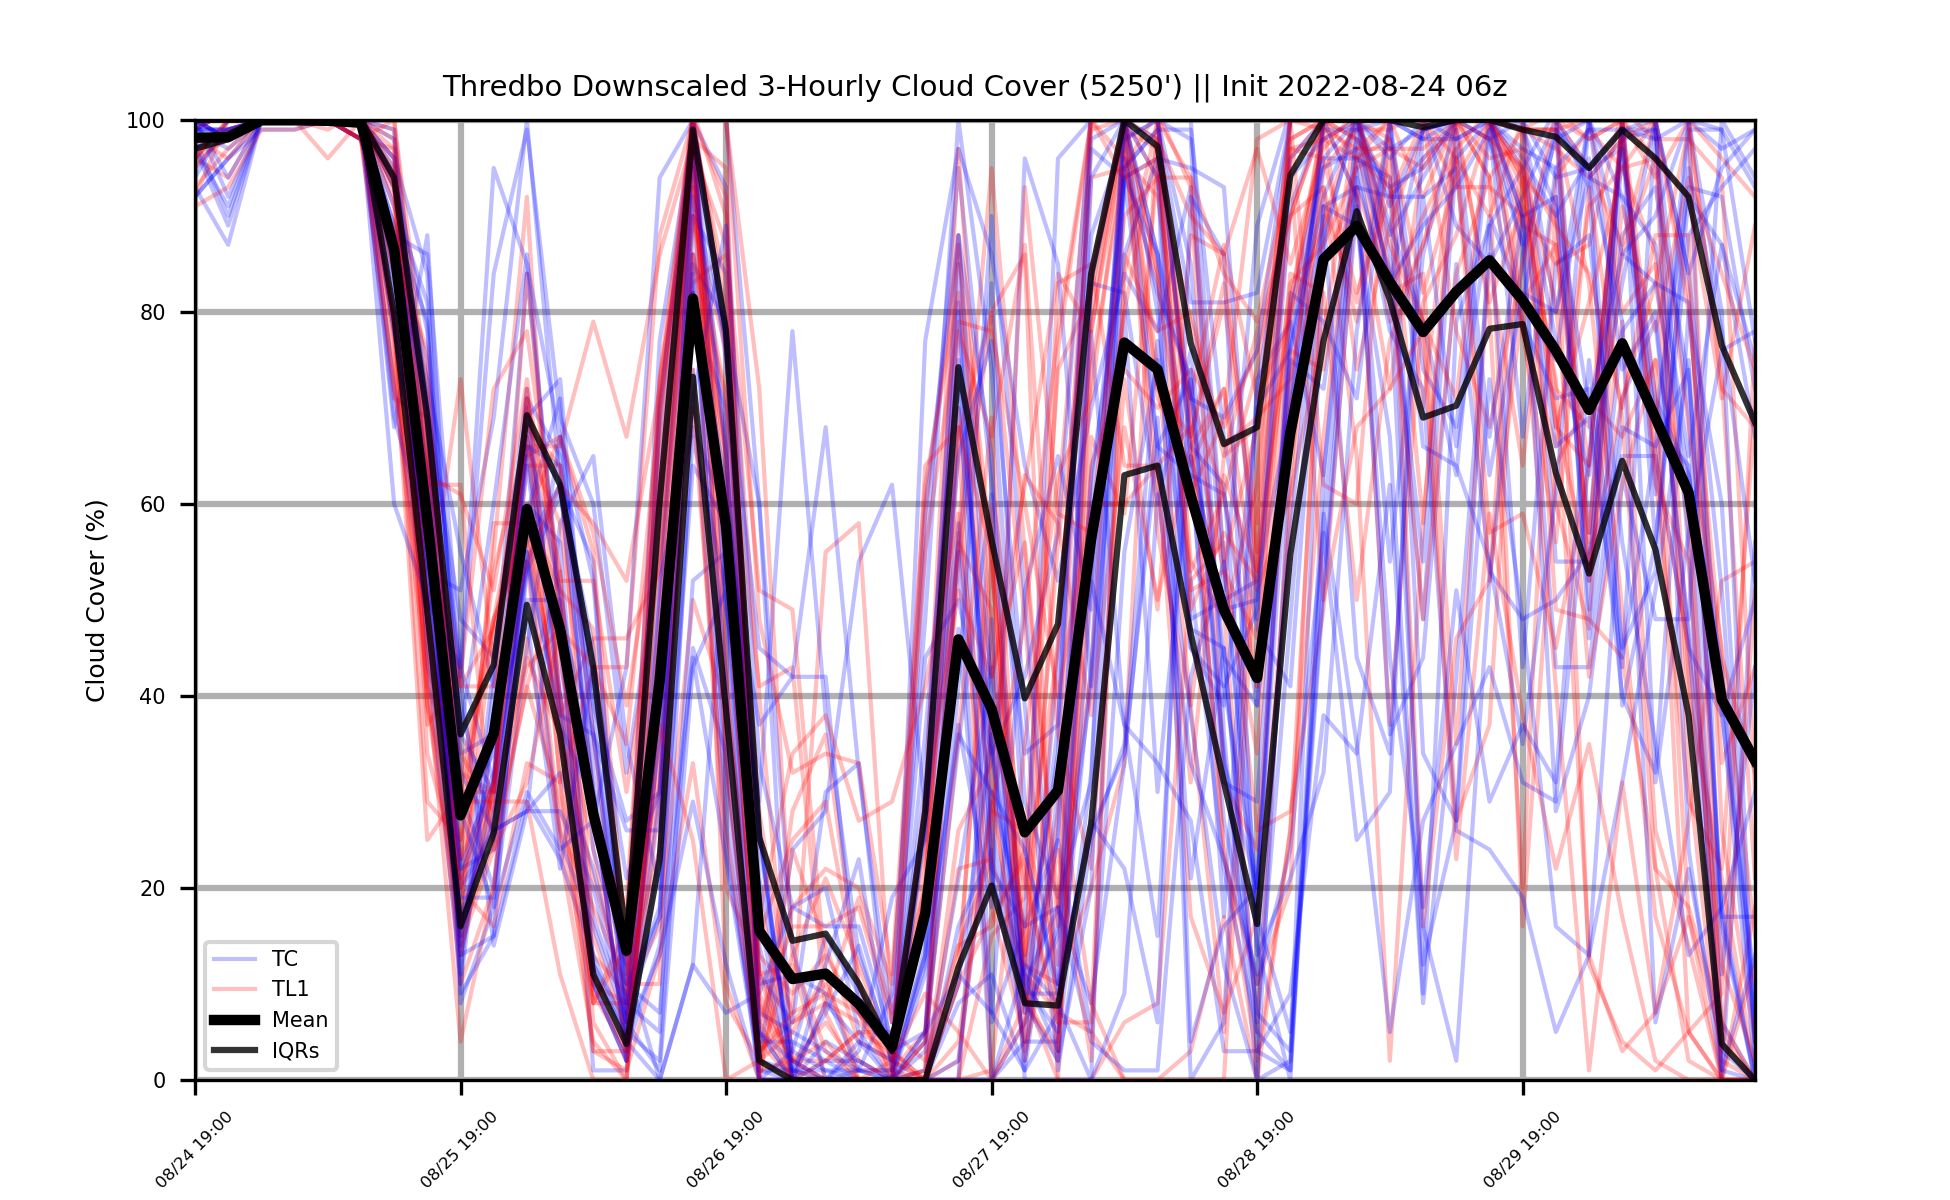 Thredbo Downscaled 3-Hourly Cloud Cover (5250') || Init 2022-08-24 06z
100
80
60
40
20
0
Cloud Cover (%)
TC
TL1
Mean
IQRs
08/24 19:00
08/25 19:00
08/26 19:00
08/27 19:00
08/28 19:00
08/29 19:00